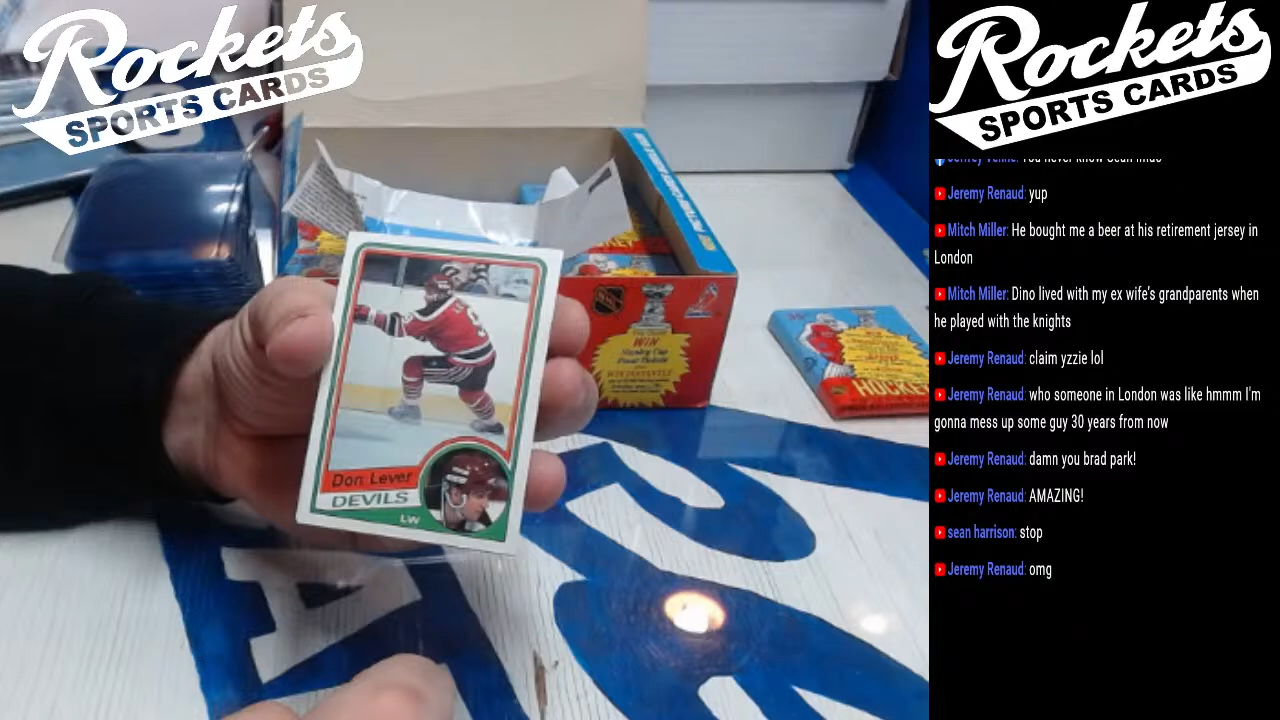 Rockets
SPORTS CARDS
Rockets
SPORTS CARDS
Jeremy Renaud: yup
Mitch Miller: He bought me a beer at his retirement jersey in
London
Mitch Miller: Dino lived with my ex wife's grandparents when
he played with the knights
Jeremy Renaud: claim yzzie lol
Jeremy Renaud: who someone in London was like hmmm I'm
gonna mess up some guy 30 years from now
Jeremy Renaud: damn you brad park!
Jeremy Renaud: AMAZING!
sean harrison: stop
Jeremy Renaud: omg
Don Lever
DEVILS
LW
WIN
Stanley Cup
WIN INSTANTLY
HOCKEY